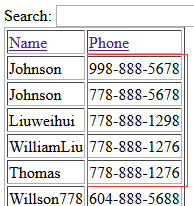 Search:
Name Phone
Johnson 998-888-5678
Johnson 778-888-5678
Liuweihui 778-888-1298
WilliamLiu 778-888-1276
Thomas 778-888-1276
Willson778 604-888-5688